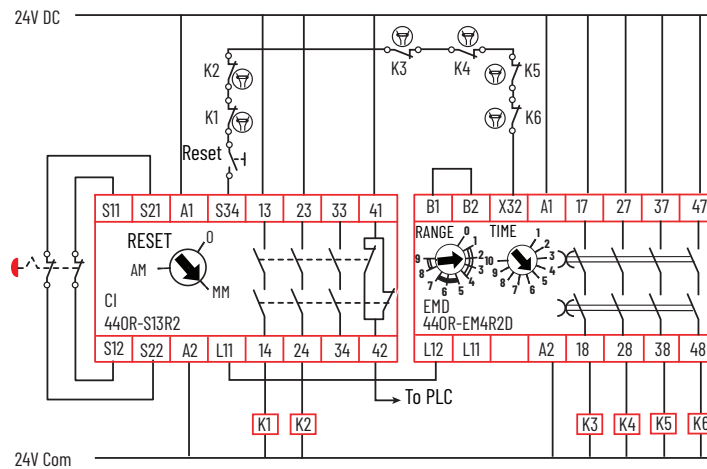 24V DC
K3 K4
K2 K5
K1 K6
Reset
S11 S21 A1 S34 13 23 33 41
B1 B2 X32 A1 17 27 37 47
RESET 0
AM MM
RANGE 0 1 2 3 4 5 6 7 8 9
TIME 1 2 3 4 5 6 7 8 9 10
CI
440R-S13R2
EMD
440R-EM4R2D
S12 S22 A2 L11 14 24 34 42
L12 L11 A2 18 28 38 48
To PLC
K1 K2 K3 K4 K5 K6
24V Com